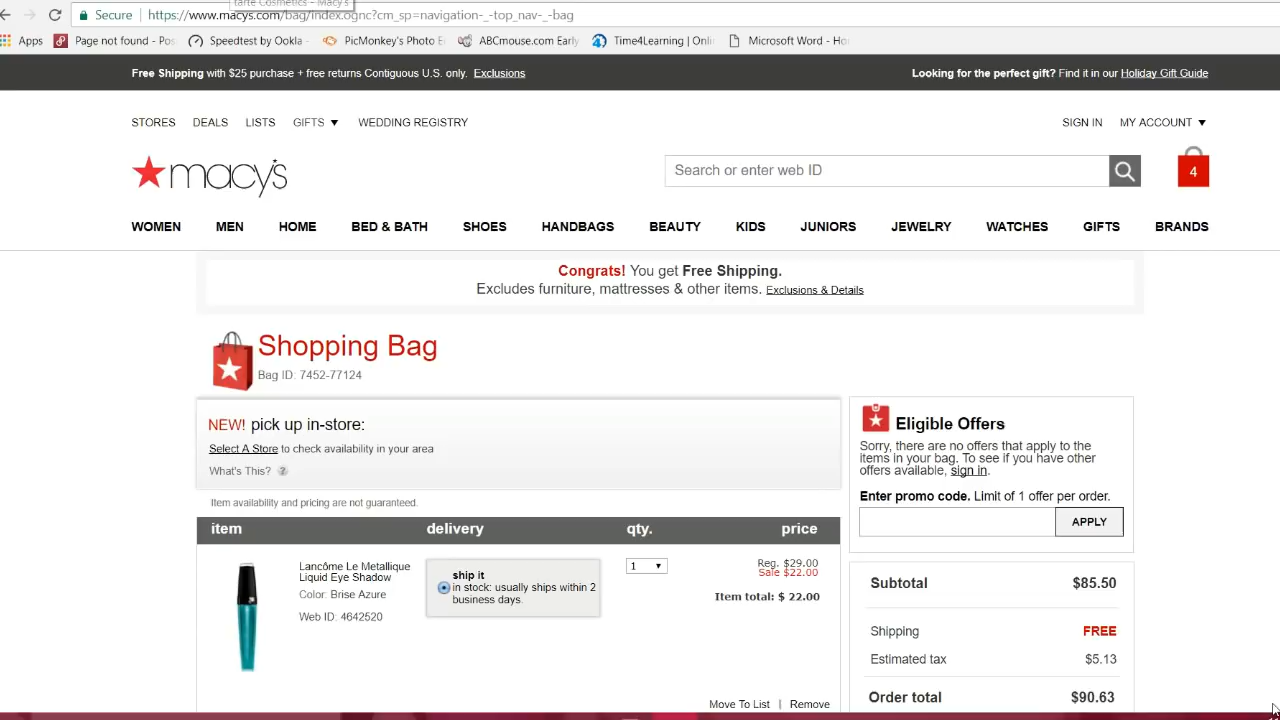 tarte Cosmetics - Macy's
Secure https://www.macys.com/bag/index.ognc?cm_sp=navigation-_-top_nav-_-bag
Apps Page not found - Pos Speedtest by Ookla - PicMonkey's Photo E ABCmouse.com Early Time4Learning | Onli Microsoft Word - Ho
Free Shipping with $25 purchase + free returns Contiguous U.S. only. Exclusions
Looking for the perfect gift? Find it in our Holiday Gift Guide
STORES DEALS LISTS GIFTS WEDDING REGISTRY
SIGN IN MY ACCOUNT
macy's
Search or enter web ID
4
WOMEN MEN HOME BED & BATH SHOES HANDBAGS BEAUTY KIDS JUNIORS JEWELRY WATCHES GIFTS BRANDS
Congrats! You get Free Shipping.
Excludes furniture, mattresses & other items. Exclusions & Details
Shopping Bag
Bag ID: 7452-77124
NEW! pick up in-store:
Select A Store to check availability in your area
What's This? ?
Item availability and pricing are not guaranteed.
item delivery qty. price
Lancôme Le Metallique
Liquid Eye Shadow
Color: Brise Azure
Web ID: 4642520
ship it
in stock: usually ships within 2
business days.
1
Reg. $29.00
Sale $22.00
Item total: $ 22.00
Move To List | Remove
Eligible Offers
Sorry, there are no offers that apply to the
items in your bag. To see if you have other
offers available, sign in.
Enter promo code. Limit of 1 offer per order.
APPLY
Subtotal $85.50
Shipping FREE
Estimated tax $5.13
Order total $90.63